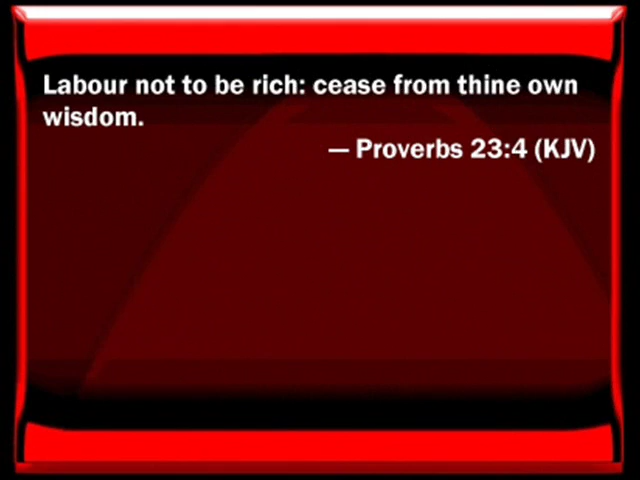 Labour not to be rich: cease from thine own
wisdom.
— Proverbs 23:4 (KJV)